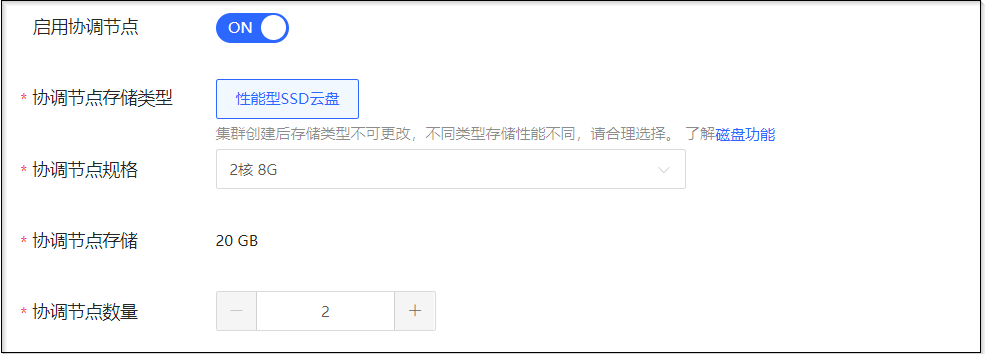 启用协调节点 ON
* 协调节点存储类型 性能型SSD云盘
集群创建后存储类型不可更改，不同类型存储性能不同，请合理选择。 了解磁盘功能
* 协调节点规格 2核 8G
* 协调节点存储 20 GB
* 协调节点数量 － 2 ＋